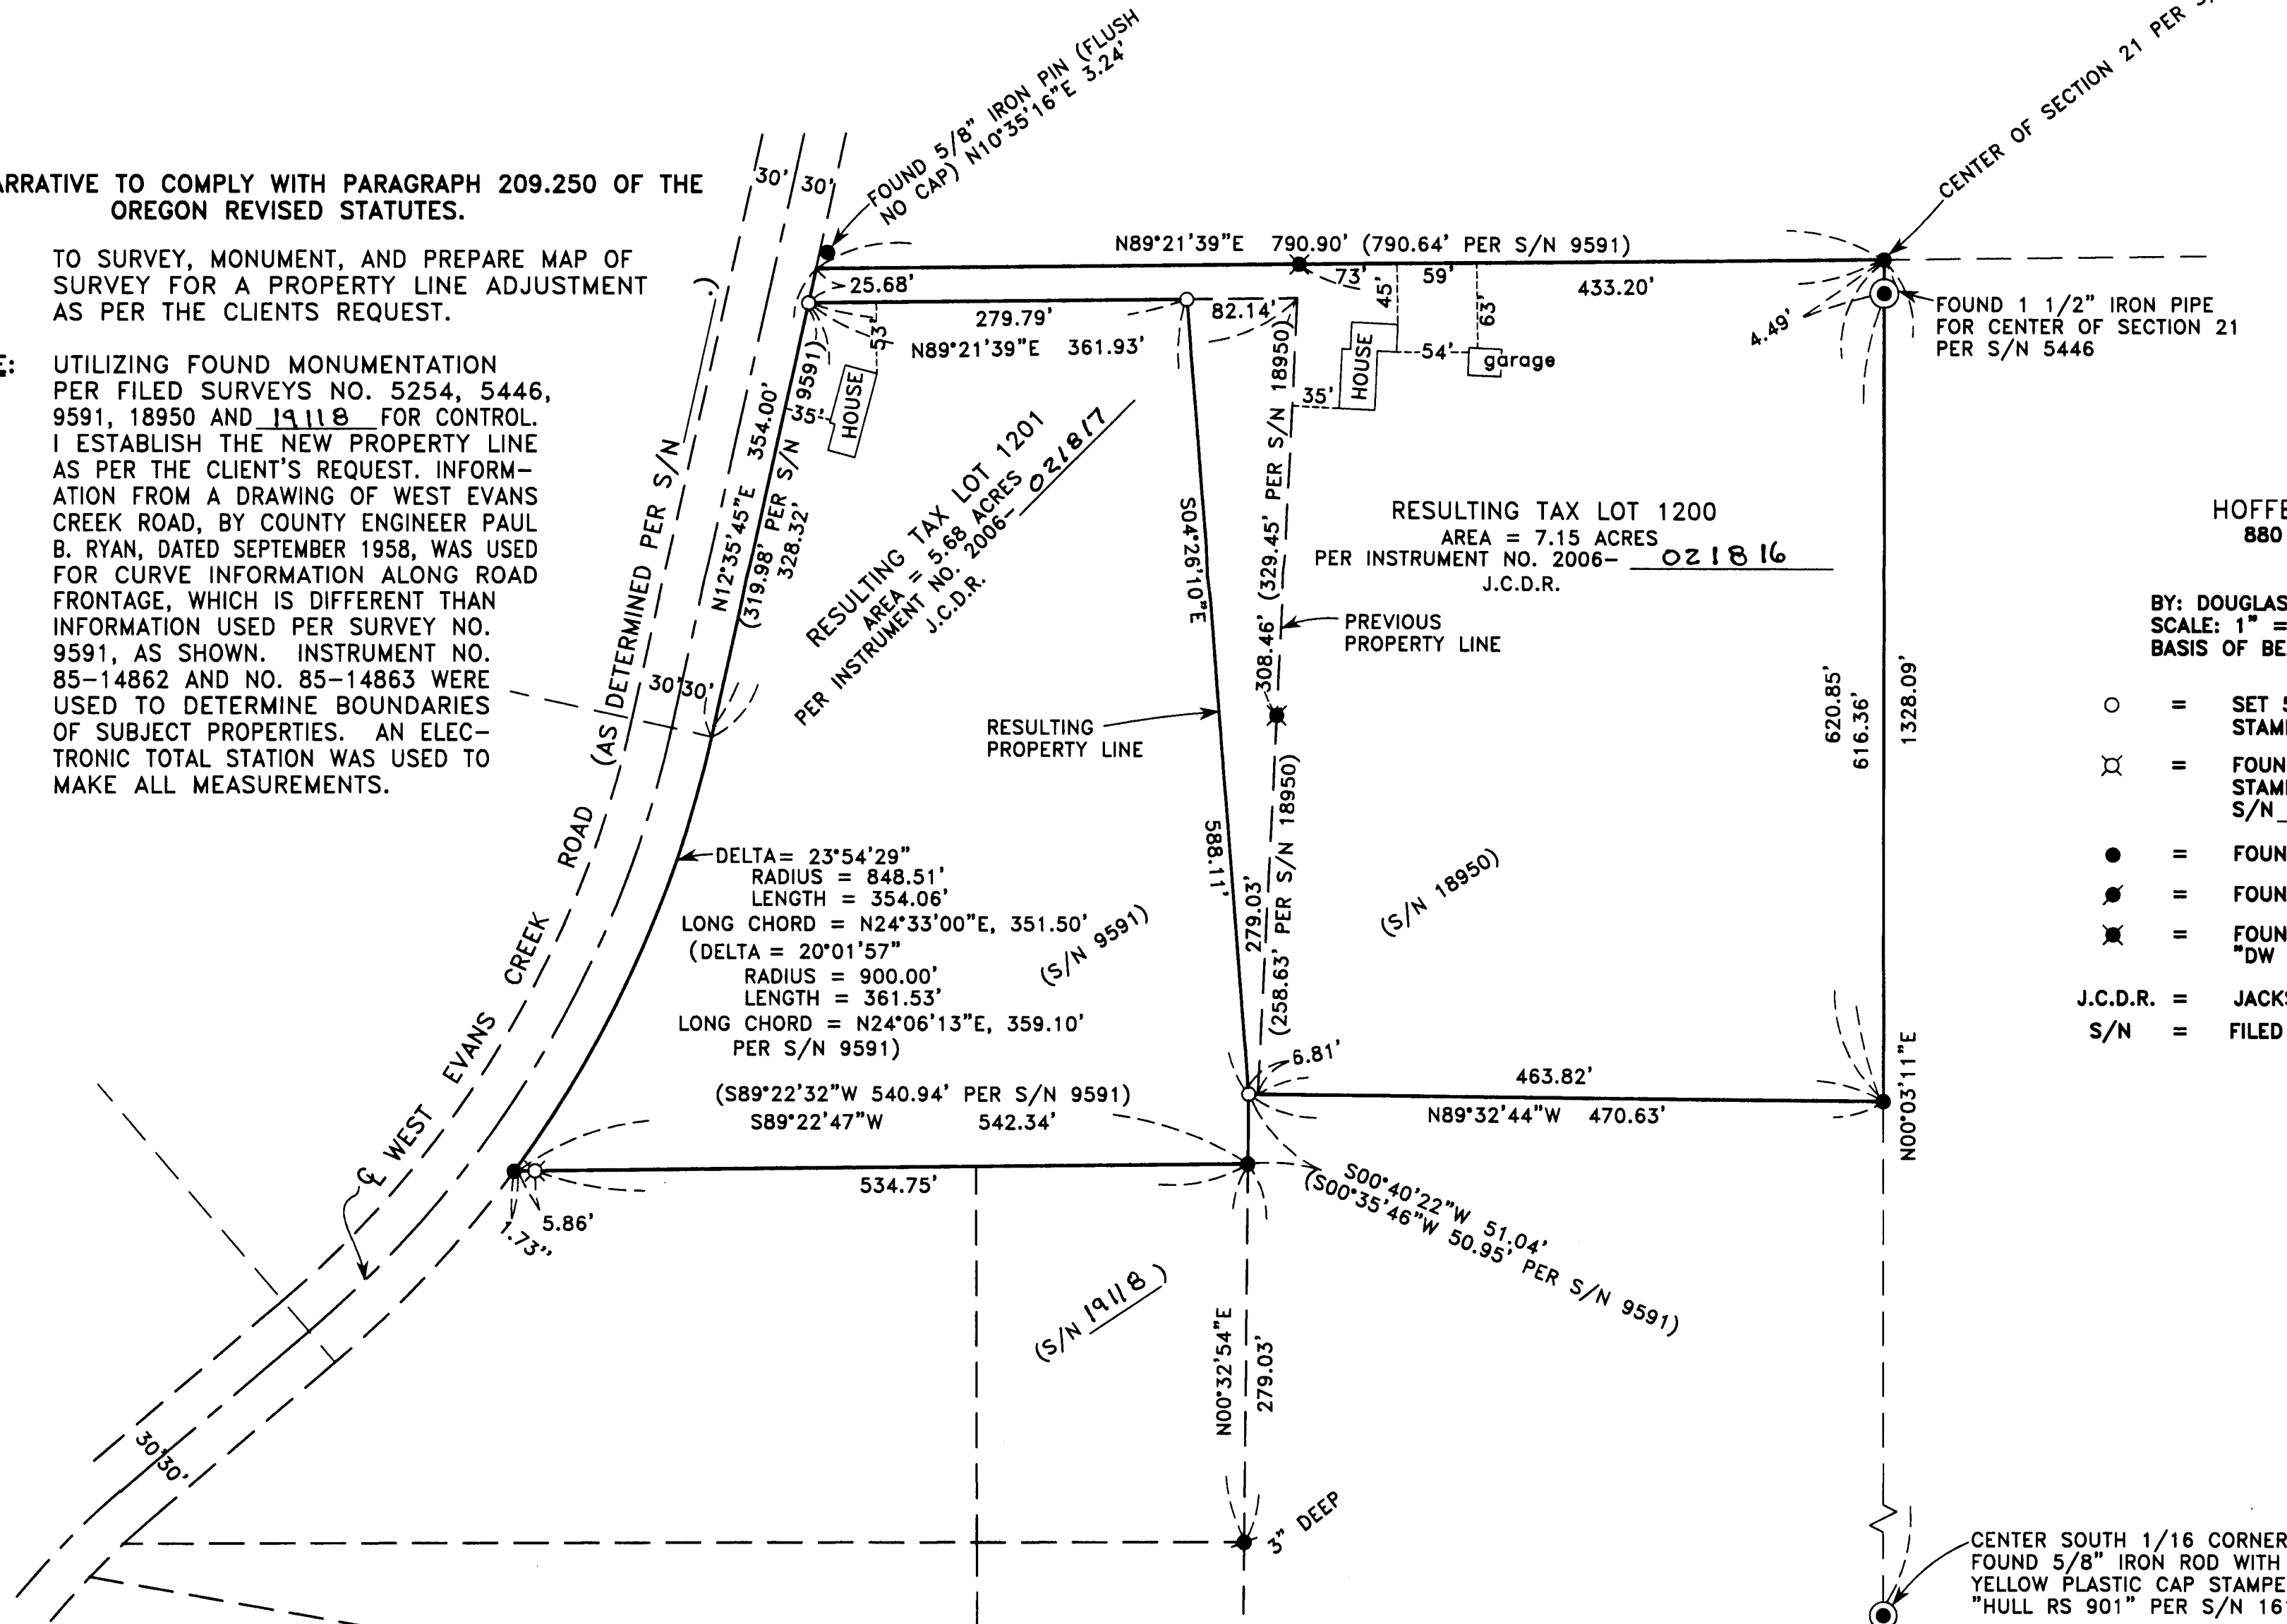 ARRATIVE TO COMPLY WITH PARAGRAPH 209.250 OF THE
OREGON REVISED STATUTES.
TO SURVEY, MONUMENT, AND PREPARE MAP OF
SURVEY FOR A PROPERTY LINE ADJUSTMENT
AS PER THE CLIENTS REQUEST.
E: UTILIZING FOUND MONUMENTATION
PER FILED SURVEYS NO. 5254, 5446,
9591, 18950 AND 19118 FOR CONTROL.
I ESTABLISH THE NEW PROPERTY LINE
AS PER THE CLIENT'S REQUEST. INFORM-
ATION FROM A DRAWING OF WEST EVANS
CREEK ROAD, BY COUNTY ENGINEER PAUL
B. RYAN, DATED SEPTEMBER 1958, WAS USED
FOR CURVE INFORMATION ALONG ROAD
FRONTAGE, WHICH IS DIFFERENT THAN
INFORMATION USED PER SURVEY NO.
9591, AS SHOWN. INSTRUMENT NO.
85-14862 AND NO. 85-14863 WERE
USED TO DETERMINE BOUNDARIES
OF SUBJECT PROPERTIES. AN ELEC-
TRONIC TOTAL STATION WAS USED TO
MAKE ALL MEASUREMENTS.
FOUND 5/8" IRON PIN (FLUSH
NO CAP) N10°35'16"E 3.24'
30' 30'
N89°21'39"E 790.90' (790.64' PER S/N 9591)
25.68'
73'
45'
59'
433.20'
63'
279.79'
82.14'
N89°21'39"E 361.93'
53'
35'
HOUSE
HOUSE
54'
garage
35'
4.49'
CENTER OF SECTION 21 PER
FOUND 1 1/2" IRON PIPE
FOR CENTER OF SECTION 21
PER S/N 5446
N12°35'45"E 354.00'
(319.98' PER S/N 9591)
328.32'
(AS DETERMINED PER S/N )
RESULTING TAX LOT 1201
AREA = 5.68 ACRES
PER INSTRUMENT NO. 2006- 021817
J.C.D.R.
RESULTING TAX LOT 1200
AREA = 7.15 ACRES
PER INSTRUMENT NO. 2006- 021816
J.C.D.R.
S04°26'10"E
588.11'
308.46' (329.45' PER S/N 18950)
PREVIOUS
PROPERTY LINE
RESULTING
PROPERTY LINE
279.03'
(258.63' PER S/N 18950)
(S/N 18950)
620.85'
616.36'
1328.09'
N00°03'11"E
30' 30'
DELTA= 23°54'29"
RADIUS = 848.51'
LENGTH = 354.06'
LONG CHORD = N24°33'00"E, 351.50'
(DELTA = 20°01'57"
RADIUS = 900.00'
LENGTH = 361.53'
LONG CHORD = N24°06'13"E, 359.10'
PER S/N 9591)
(S/N 9591)
6.81'
463.82'
N89°32'44"W 470.63'
(S89°22'32"W 540.94' PER S/N 9591)
S89°22'47"W 542.34'
534.75'
5.86'
1.73"
S00°40'22"W 51.04'
(S00°35'46"W 50.95' PER S/N 9591)
℄ WEST EVANS CREEK ROAD
(S/N 19118)
N00°32'54"E
279.03'
3" DEEP
30' 30'
HOFFE
880
BY: DOUGLAS
SCALE: 1" =
BASIS OF BE
= SET 5
STAM
= FOUN
STAM
S/N
= FOUN
= FOUN
= FOUN
"DW
J.C.D.R. = JACKS
S/N = FILED
CENTER SOUTH 1/16 CORNER
FOUND 5/8" IRON ROD WITH
YELLOW PLASTIC CAP STAMPE
"HULL RS 901" PER S/N 16